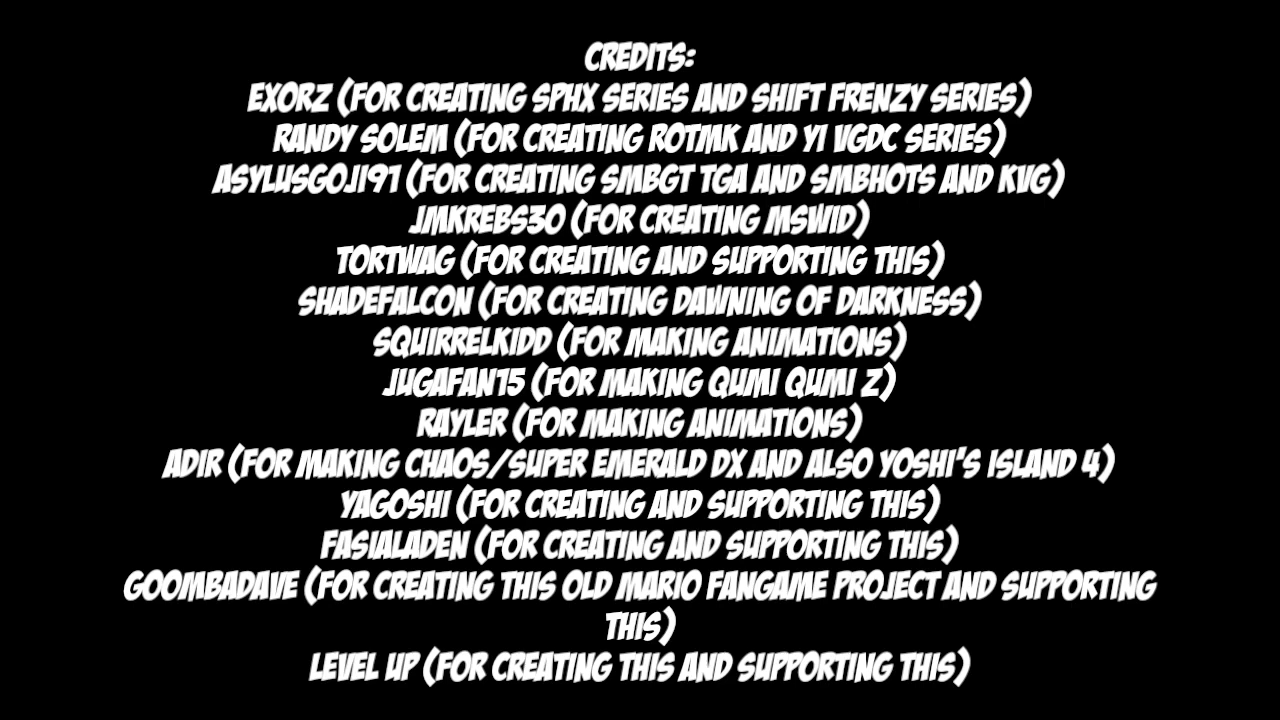 CREDITS:
EXORZ (FOR CREATING SPHX SERIES AND SHIFT FRENZY SERIES)
RANDY SOLEM (FOR CREATING ROTMK AND YI VGDC SERIES)
ASYLUSGOJI91 (FOR CREATING SMBGT TGA AND SMBHOTS AND KVG)
JMKREBS30 (FOR CREATING MSWID)
TORTWAG (FOR CREATING AND SUPPORTING THIS)
SHADEFALCON (FOR CREATING DAWNING OF DARKNESS)
SQUIRRELKIDD (FOR MAKING ANIMATIONS)
JUGAFAN15 (FOR MAKING QUMI QUMI Z)
RAYLER (FOR MAKING ANIMATIONS)
ADIR (FOR MAKING CHAOS/SUPER EMERALD DX AND ALSO YOSHI'S ISLAND 4)
YAGOSHI (FOR CREATING AND SUPPORTING THIS)
FASIALADEN (FOR CREATING AND SUPPORTING THIS)
GOOMBADAVE (FOR CREATING THIS OLD MARIO FANGAME PROJECT AND SUPPORTING
THIS)
LEVEL UP (FOR CREATING THIS AND SUPPORTING THIS)